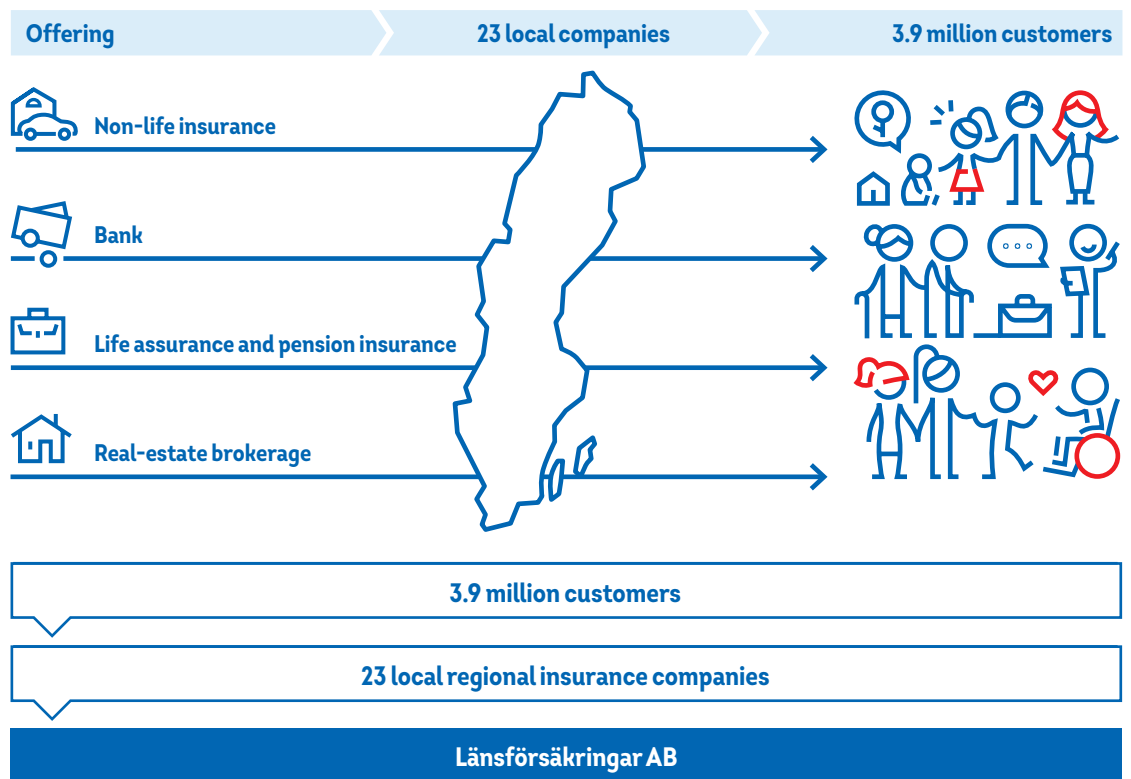 Offering
23 local companies
3.9 million customers
Non-life insurance
Bank
Life assurance and pension insurance
Real-estate brokerage
3.9 million customers
23 local regional insurance companies
Länsförsäkringar AB